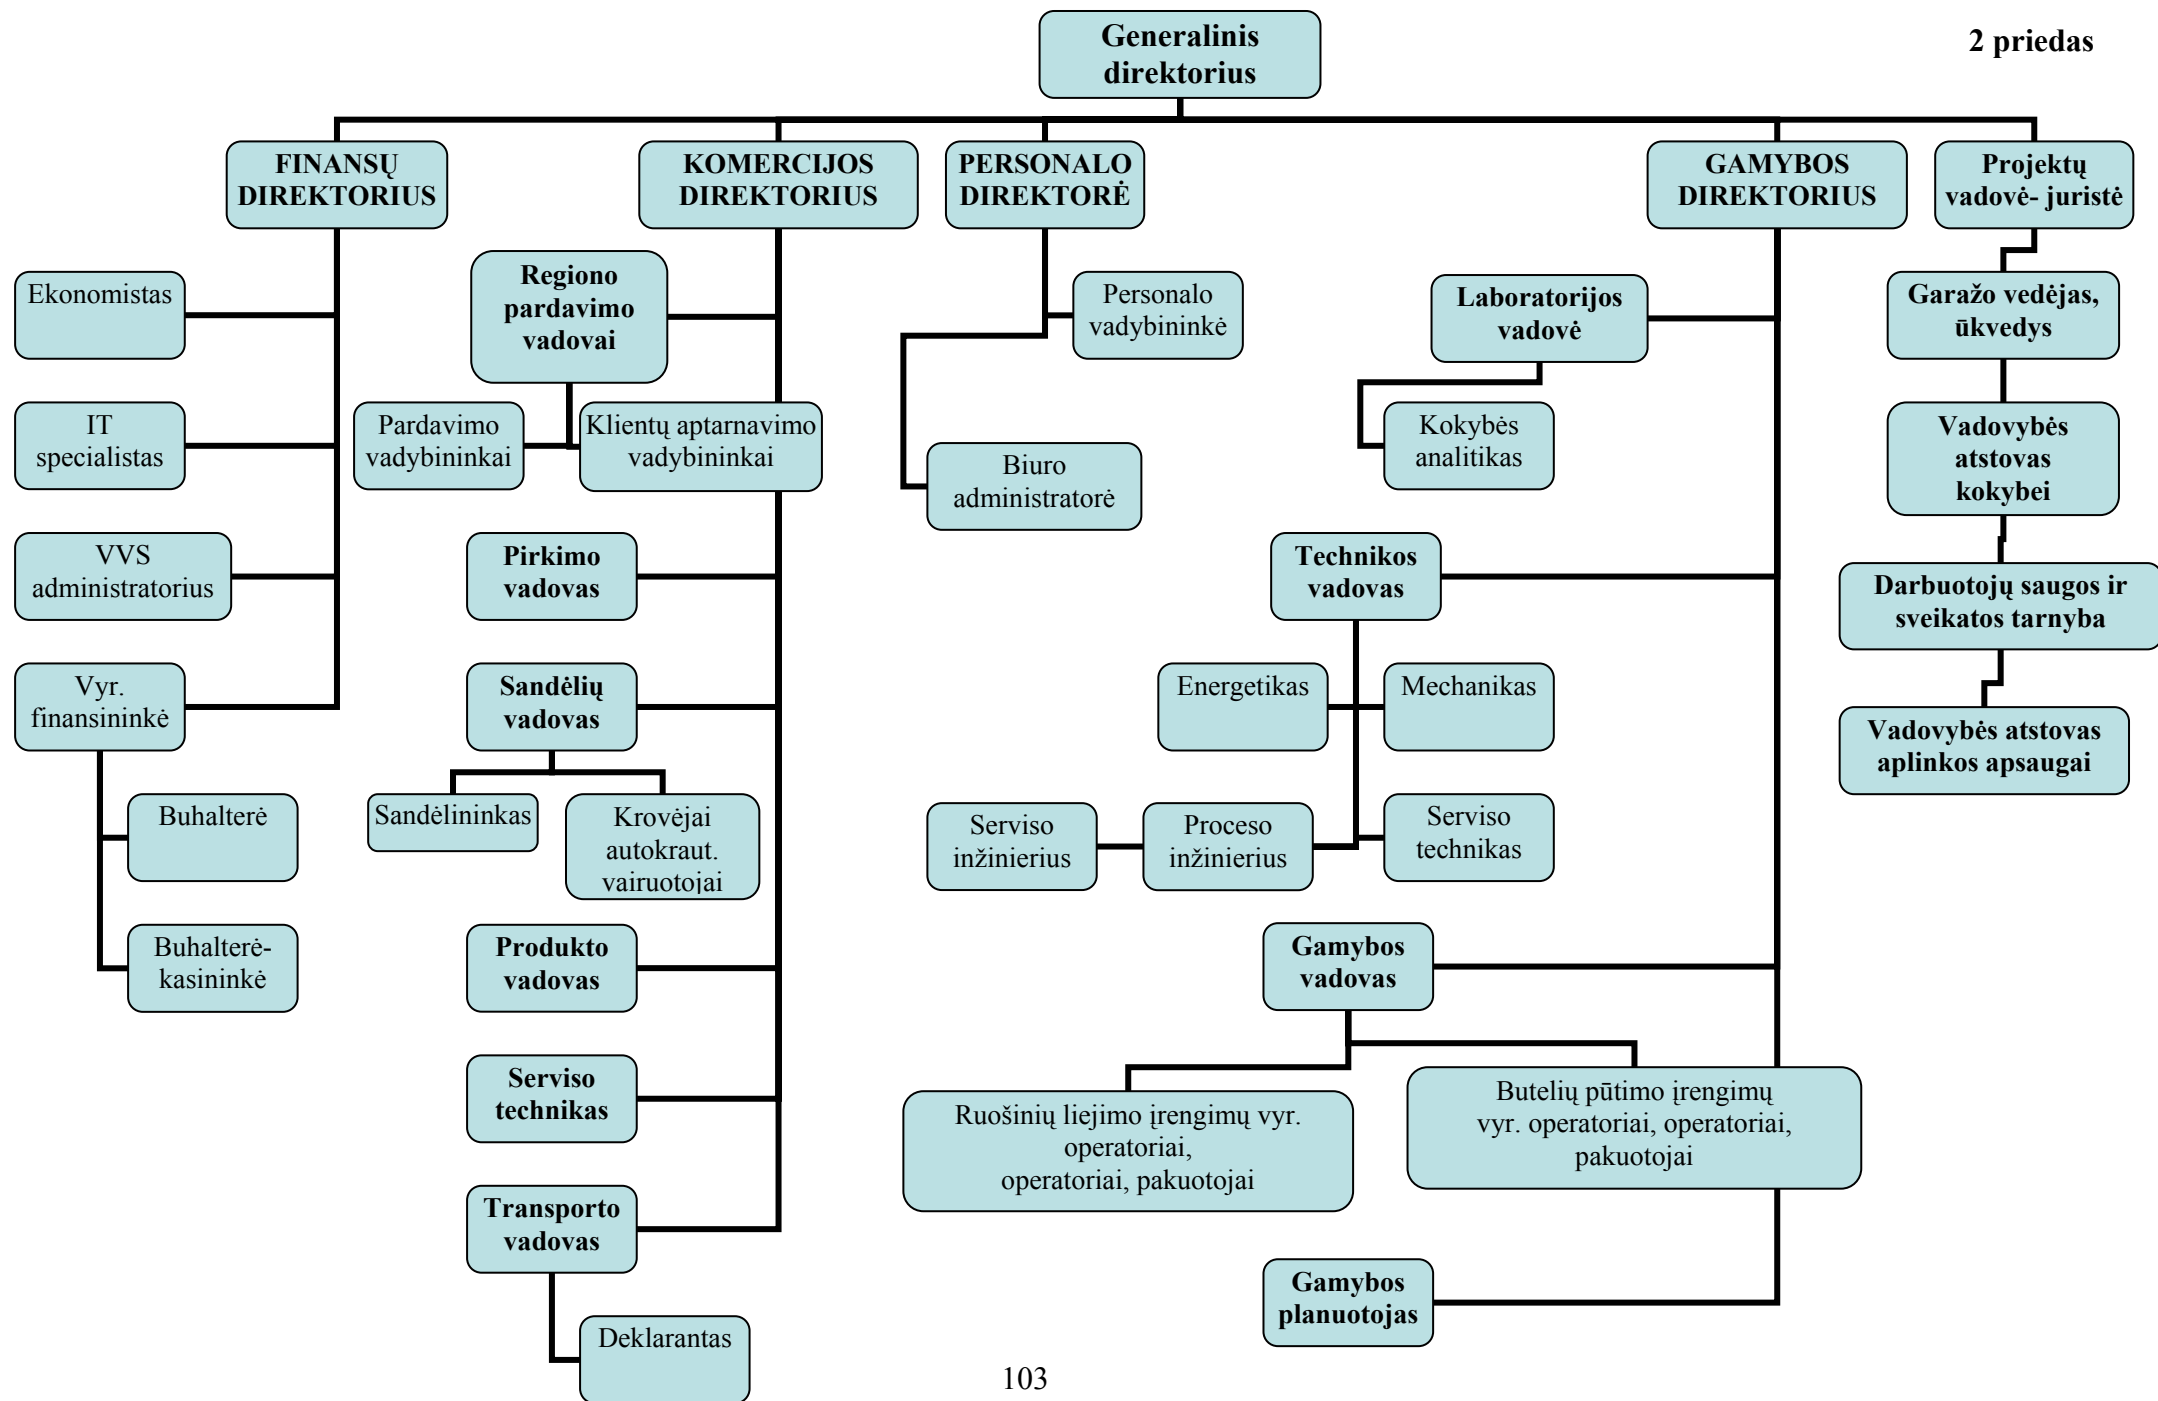 2 priedas
Generalinis
direktorius
FINANSŲ
DIREKTORIUS
KOMERCIJOS
DIREKTORIUS
PERSONALO
DIREKTORĖ
GAMYBOS
DIREKTORIUS
Projektų
vadovė- juristė
Ekonomistas
IT
specialistas
VVS
administratorius
Vyr.
finansininkė
Buhalterė
Buhalterė-
kasininkė
Regiono
pardavimo
vadovai
Pardavimo
vadybininkai
Klientų aptarnavimo
vadybininkai
Pirkimo
vadovas
Sandėlių
vadovas
Sandėlininkas
Krovėjai
autokraut.
vairuotojai
Produkto
vadovas
Serviso
technikas
Transporto
vadovas
Deklarantas
Personalo
vadybininkė
Biuro
administratorė
Laboratorijos
vadovė
Kokybės
analitikas
Technikos
vadovas
Energetikas
Mechanikas
Serviso
inžinierius
Proceso
inžinierius
Serviso
technikas
Gamybos
vadovas
Ruošinių liejimo įrengimų vyr.
operatoriai,
operatoriai, pakuotojai
Butelių pūtimo įrengimų
vyr. operatoriai, operatoriai,
pakuotojai
Gamybos
planuotojas
Garažo vedėjas,
ūkvedys
Vadovybės
atstovas
kokybei
Darbuotojų saugos ir
sveikatos tarnyba
Vadovybės atstovas
aplinkos apsaugai
103